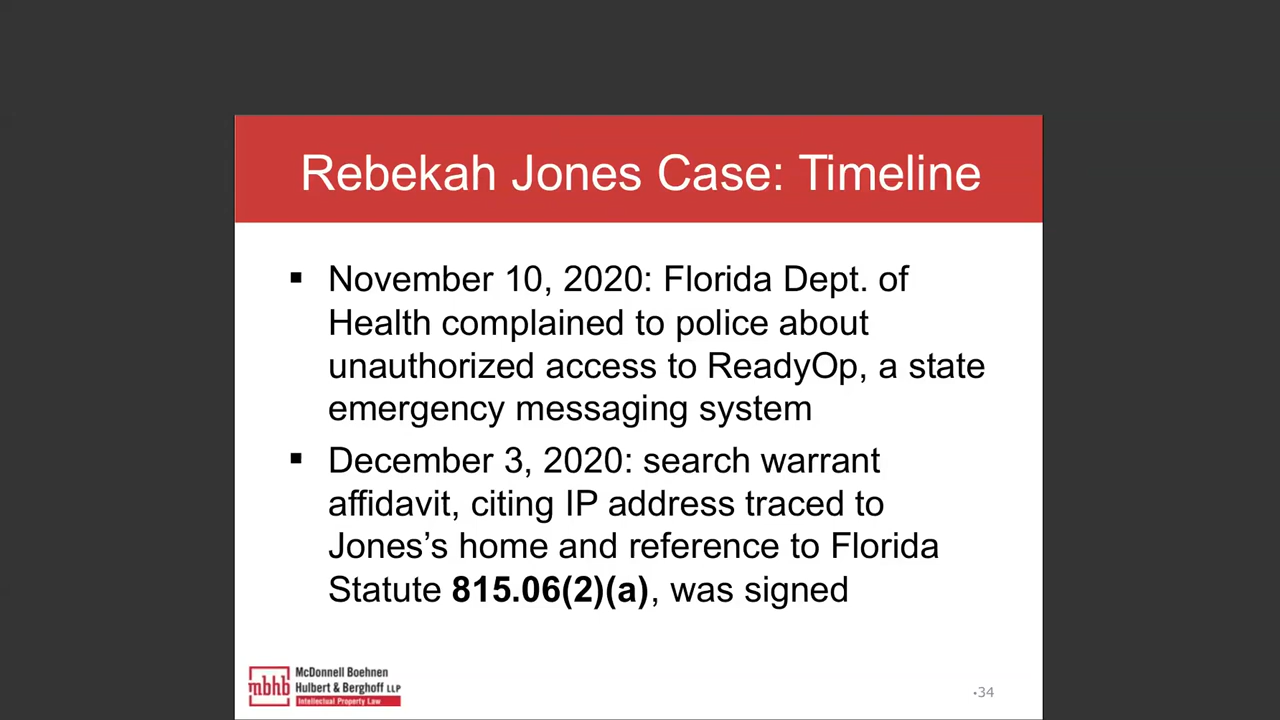 Rebekah Jones Case: Timeline
▪ November 10, 2020: Florida Dept. of
Health complained to police about
unauthorized access to ReadyOp, a state
emergency messaging system
▪ December 3, 2020: search warrant
affidavit, citing IP address traced to
Jones’s home and reference to Florida
Statute 815.06(2)(a), was signed
mbhb
McDonnell Boehnen
Hulbert & Berghoff LLP
Intellectual Property Law
•34